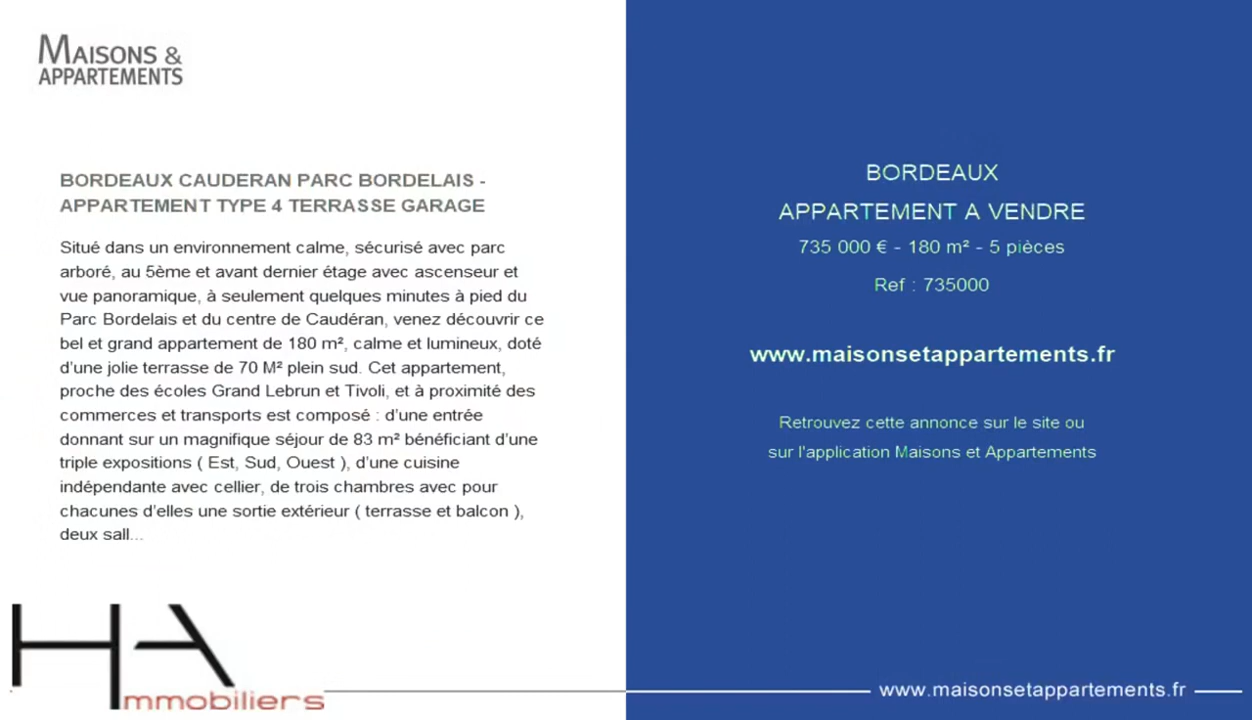 MAISONS &
APPARTEMENTS
BORDEAUX CAUDERAN PARC BORDELAIS -
APPARTEMENT TYPE 4 TERRASSE GARAGE
Situé dans un environnement calme, sécurisé avec parc
arboré, au 5ème et avant dernier étage avec ascenseur et
vue panoramique, à seulement quelques minutes à pied du
Parc Bordelais et du centre de Caudéran, venez découvrir ce
bel et grand appartement de 180 m², calme et lumineux, doté
d'une jolie terrasse de 70 M² plein sud. Cet appartement,
proche des écoles Grand Lebrun et Tivoli, et à proximité des
commerces et transports est composé : d'une entrée
donnant sur un magnifique séjour de 83 m² bénéficiant d'une
triple expositions ( Est, Sud, Ouest ), d'une cuisine
indépendante avec cellier, de trois chambres avec pour
chacunes d'elles une sortie extérieur ( terrasse et balcon ),
deux sall...
HA
mmobiliers
BORDEAUX
APPARTEMENT A VENDRE
735 000 € - 180 m² - 5 pièces
Ref : 735000
www.maisonsetappartements.fr
Retrouvez cette annonce sur le site ou
sur l'application Maisons et Appartements
www.maisonsetappartements.fr